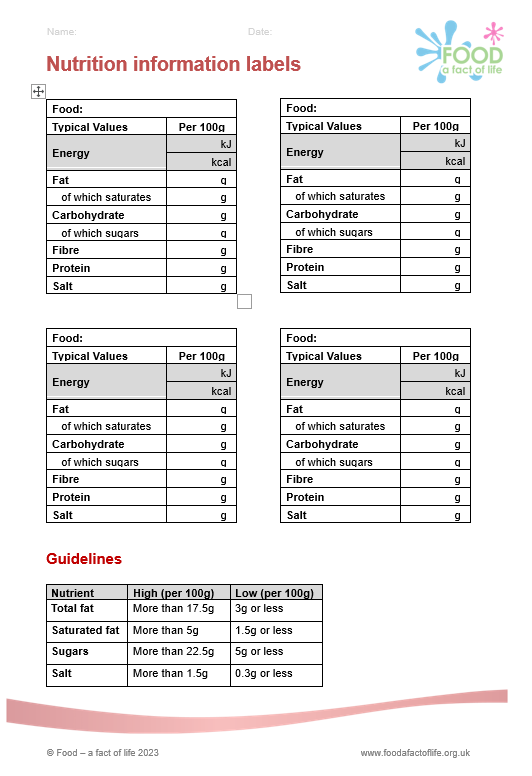 Name: Date:
FOOD
a fact of life
Nutrition information labels
Food:
Typical Values Per 100g
Energy kJ
kcal
Fat g
of which saturates g
Carbohydrate g
of which sugars g
Fibre g
Protein g
Salt g
Food:
Typical Values Per 100g
Energy kJ
kcal
Fat g
of which saturates g
Carbohydrate g
of which sugars g
Fibre g
Protein g
Salt g
Food:
Typical Values Per 100g
Energy kJ
kcal
Fat g
of which saturates g
Carbohydrate g
of which sugars g
Fibre g
Protein g
Salt g
Food:
Typical Values Per 100g
Energy kJ
kcal
Fat g
of which saturates g
Carbohydrate g
of which sugars g
Fibre g
Protein g
Salt g
Guidelines
Nutrient High (per 100g) Low (per 100g)
Total fat More than 17.5g 3g or less
Saturated fat More than 5g 1.5g or less
Sugars More than 22.5g 5g or less
Salt More than 1.5g 0.3g or less
© Food – a fact of life 2023 www.foodafactoflife.org.uk